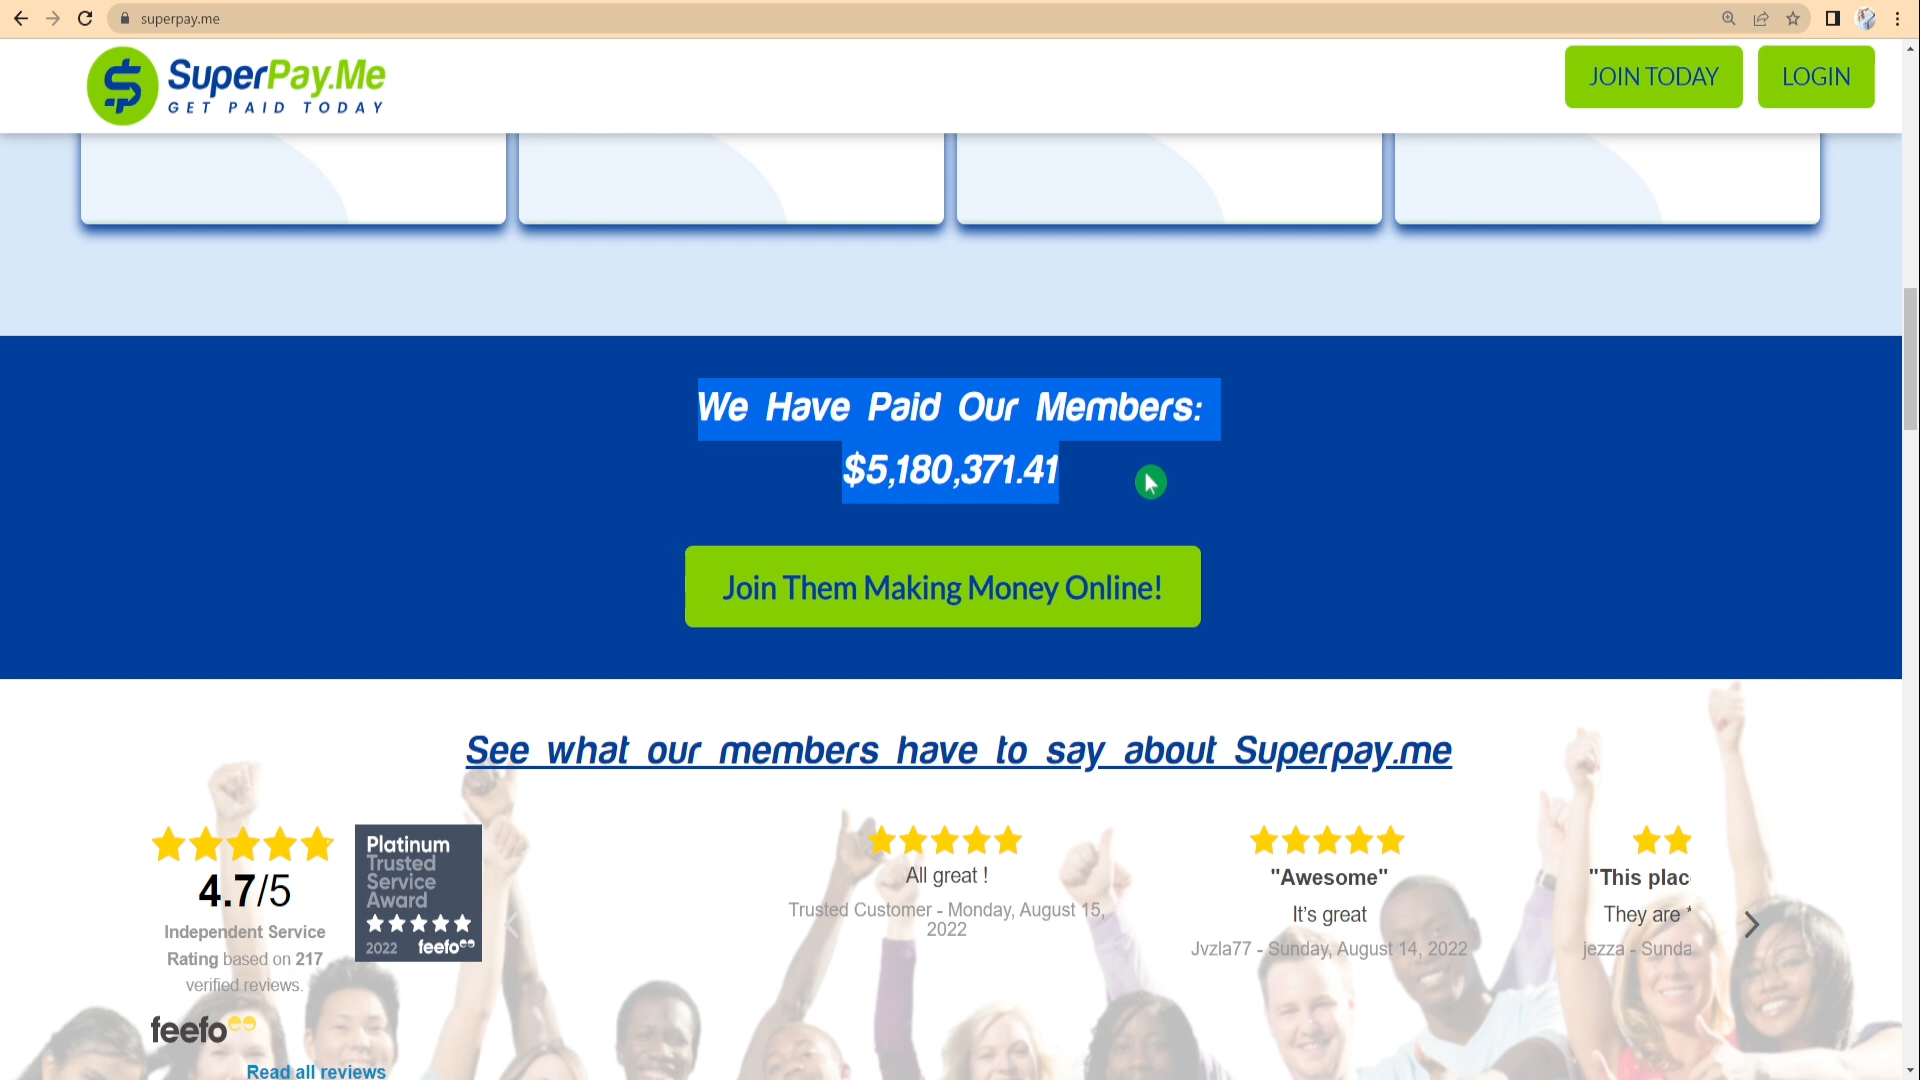 superpay.me
SuperPay.Me
GET PAID TODAY
JOIN TODAY
LOGIN
We Have Paid Our Members:
$5,180,371.41
Join Them Making Money Online!
See what our members have to say about Superpay.me
4.7/5
Independent Service
Rating based on 217
verified reviews.
feefo
Read all reviews
Platinum
Trusted
Service
Award
2022 feefo
All great !
Trusted Customer - Monday, August 15,
2022
"Awesome"
It’s great
Jvzla77 - Sunday, August 14, 2022
"This plac
They are *
jezza - Sunda